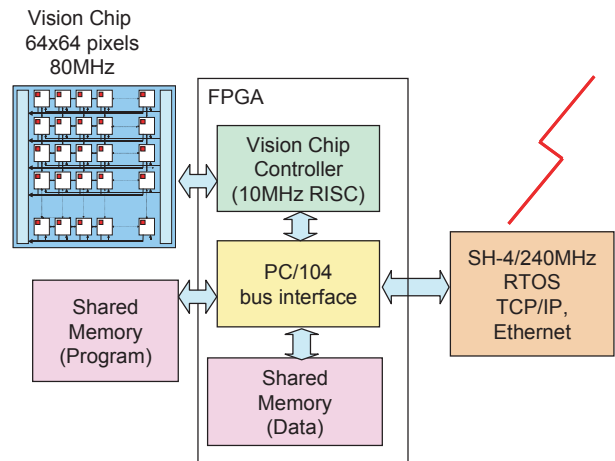 Vision Chip
64x64 pixels
80MHz
FPGA
Vision Chip
Controller
(10MHz RISC)
PC/104
bus interface
SH-4/240MHz
RTOS
TCP/IP,
Ethernet
Shared
Memory
(Program)
Shared
Memory
(Data)